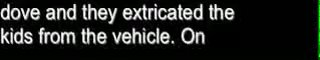 dove and they extricated the
kids from the vehicle. On